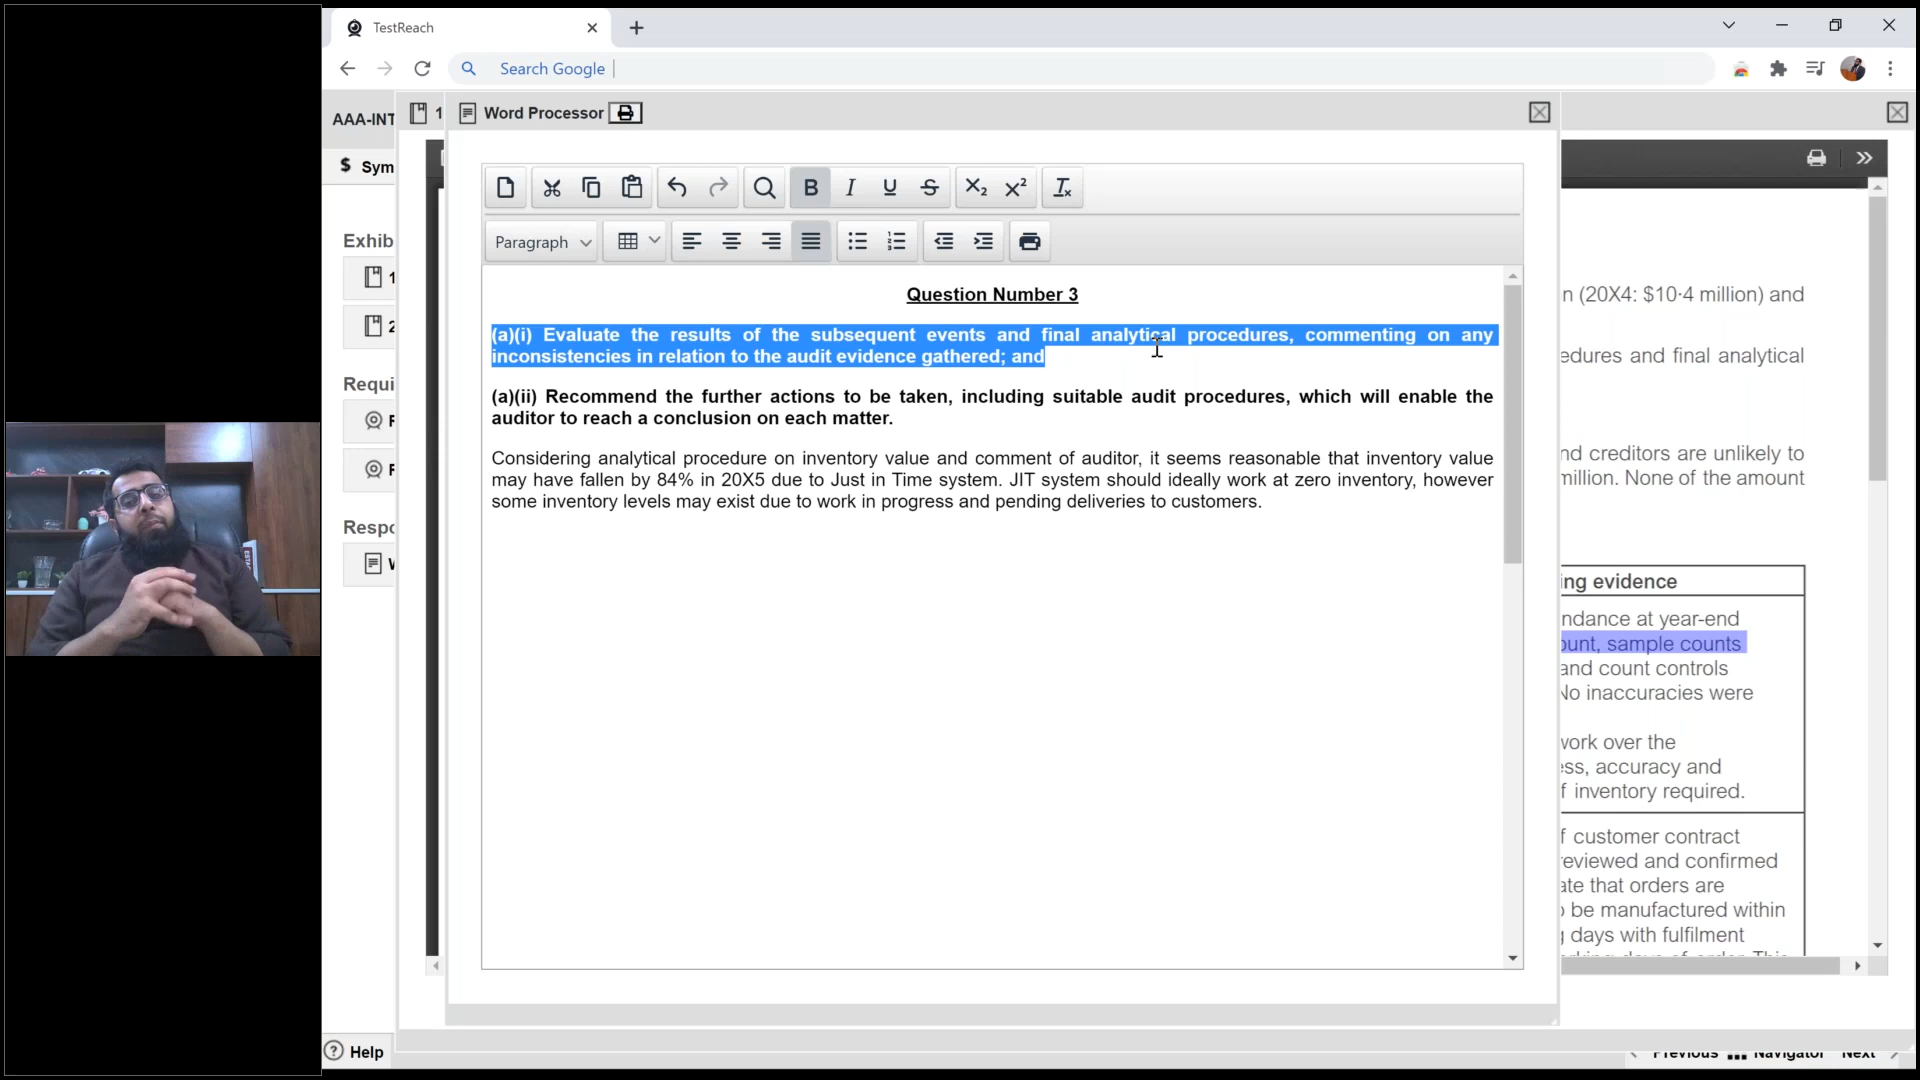 TestReach
Search Google
AAA-INT
1
Word Processor
$ Sym
Paragraph
Exhib
1
2
Requi
F
F
Respo
Question Number 3
(a)(i) Evaluate the results of the subsequent events and final analytical procedures, commenting on any
inconsistencies in relation to the audit evidence gathered; and
(a)(ii) Recommend the further actions to be taken, including suitable audit procedures, which will enable the
auditor to reach a conclusion on each matter.
Considering analytical procedure on inventory value and comment of auditor, it seems reasonable that inventory value
may have fallen by 84% in 20X5 due to Just in Time system. JIT system should ideally work at zero inventory, however
some inventory levels may exist due to work in progress and pending deliveries to customers.
n (20X4: $10·4 million) and
edures and final analytical
nd creditors are unlikely to
million. None of the amount
ing evidence
ndance at year-end
ount, sample counts
and count controls
No inaccuracies were
work over the
ess, accuracy and
f inventory required.
f customer contract
reviewed and confirmed
ate that orders are
o be manufactured within
g days with fulfilment
Help
Previous Navigator Next